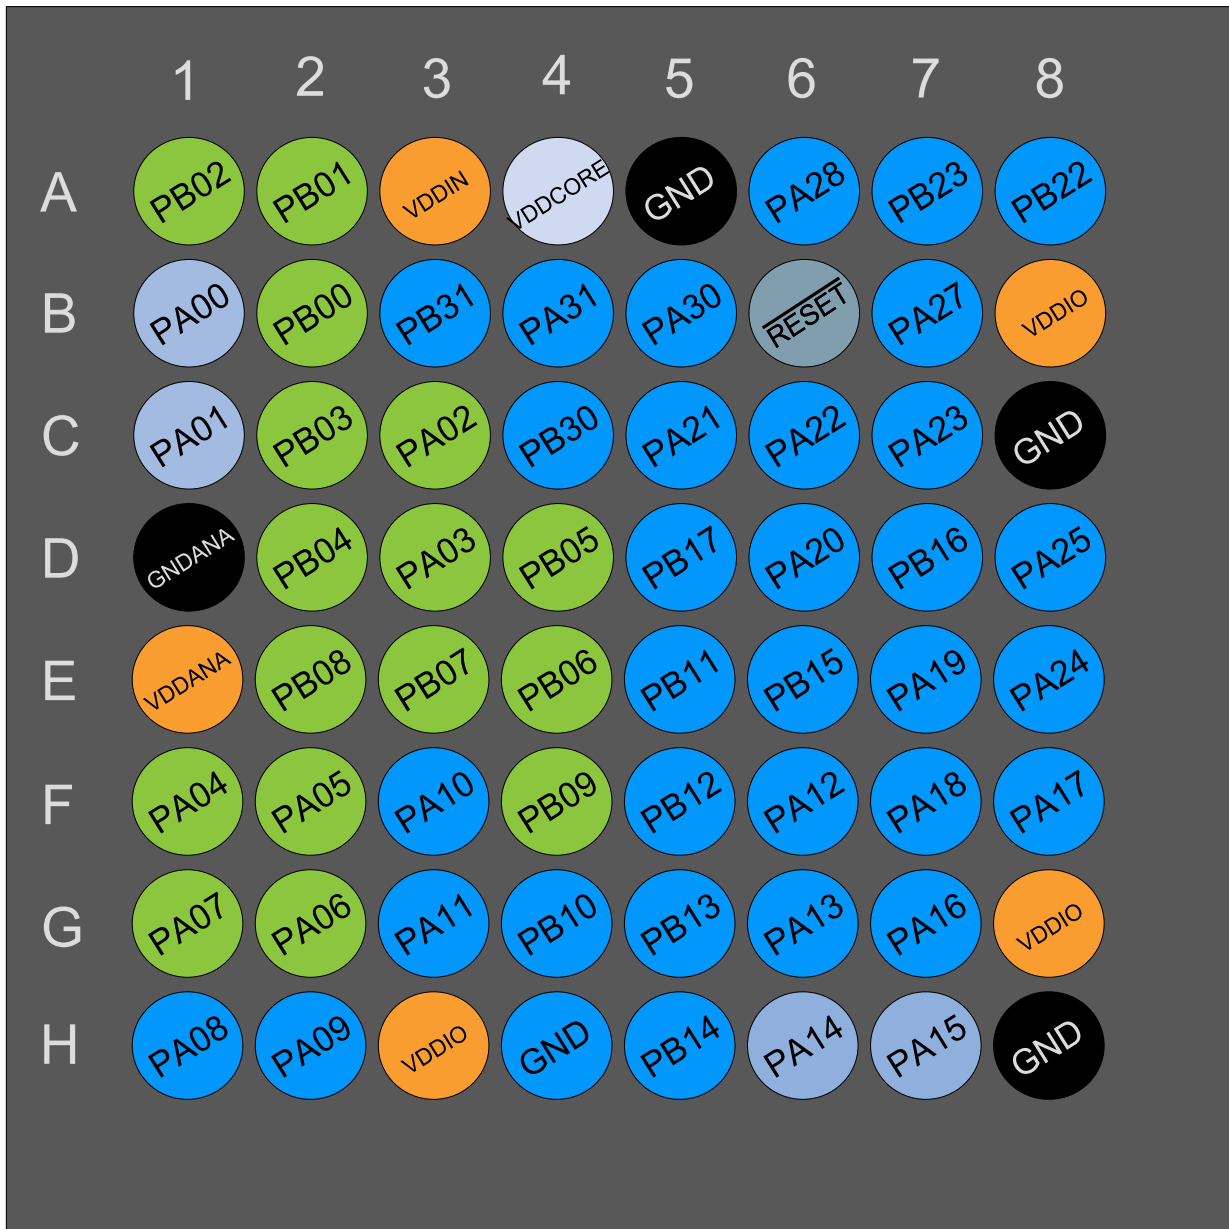 1 2 3 4 5 6 7 8
A PB02 PB01 VDDIN VDDCORE GND PA28 PB23 PB22
B PA00 PB00 PB31 PA31 PA30 RESET PA27 VDDIO
C PA01 PB03 PA02 PB30 PA21 PA22 PA23 GND
D GNDANA PB04 PA03 PB05 PB17 PA20 PB16 PA25
E VDDANA PB08 PB07 PB06 PB11 PB15 PA19 PA24
F PA04 PA05 PA10 PB09 PB12 PA12 PA18 PA17
G PA07 PA06 PA11 PB10 PB13 PA13 PA16 VDDIO
H PA08 PA09 VDDIO GND PB14 PA14 PA15 GND